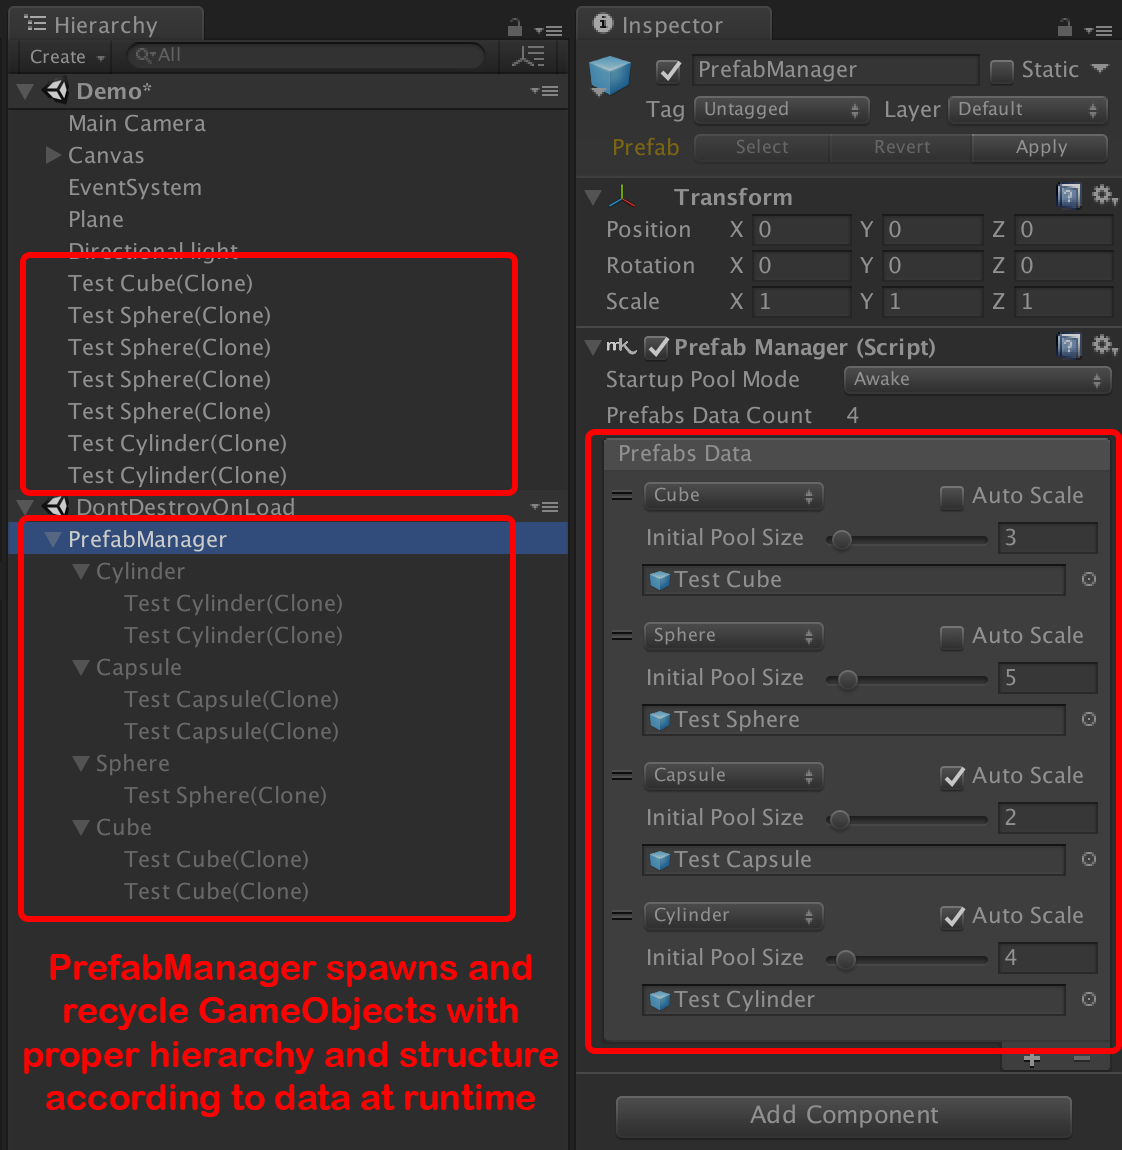 Hierarchy
Create
All
Demo*
Main Camera
Canvas
EventSystem
Plane
Directional light
Test Cube(Clone)
Test Sphere(Clone)
Test Sphere(Clone)
Test Sphere(Clone)
Test Sphere(Clone)
Test Cylinder(Clone)
Test Cylinder(Clone)
DontDestroyOnLoad
PrefabManager
Cylinder
Test Cylinder(Clone)
Test Cylinder(Clone)
Capsule
Test Capsule(Clone)
Test Capsule(Clone)
Sphere
Test Sphere(Clone)
Cube
Test Cube(Clone)
Test Cube(Clone)
PrefabManager spawns and
recycle GameObjects with
proper hierarchy and structure
according to data at runtime
Inspector
PrefabManager Static
Tag Untagged Layer Default
Prefab Select Revert Apply
Transform
Position X 0 Y 0 Z 0
Rotation X 0 Y 0 Z 0
Scale X 1 Y 1 Z 1
mk Prefab Manager (Script)
Startup Pool Mode Awake
Prefabs Data Count 4
Prefabs Data
Cube Auto Scale
Initial Pool Size 3
Test Cube
Sphere Auto Scale
Initial Pool Size 5
Test Sphere
Capsule Auto Scale
Initial Pool Size 2
Test Capsule
Cylinder Auto Scale
Initial Pool Size 4
Test Cylinder
Add Component